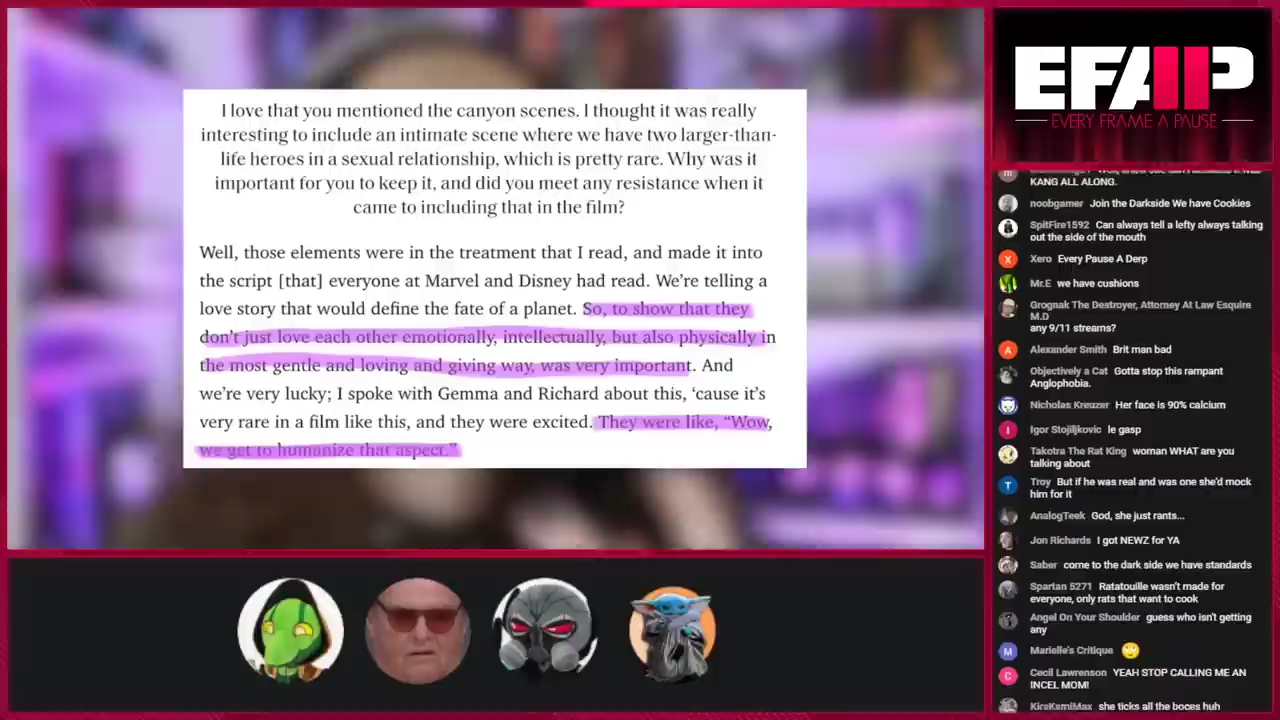 I love that you mentioned the canyon scenes. I thought it was really
interesting to include an intimate scene where we have two larger-than-
life heroes in a sexual relationship, which is pretty rare. Why was it
important for you to keep it, and did you meet any resistance when it
came to including that in the film?
Well, those elements were in the treatment that I read, and made it into
the script [that] everyone at Marvel and Disney had read. We're telling a
love story that would define the fate of a planet. So, to show that they
don't just love each other emotionally, intellectually, but also physically in
the most gentle and loving and giving way, was very important. And
we're very lucky; I spoke with Gemma and Richard about this, 'cause it's
very rare in a film like this, and they were excited. They were like, "Wow,
we get to humanize that aspect."
EFAP
EVERY FRAME A PAUSE
KANG ALL ALONG.
noobgamer Join the Darkside We have Cookies
SpitFire1592 Can always tell a lefty always talking
out the side of the mouth
X
Xero Every Pause A Derp
Mr.E we have cushions
Grognak The Destroyer, Attorney At Law Esquire
M.D
any 9/11 streams?
A
Alexander Smith Brit man bad
Objectively a Cat Gotta stop this rampant
Anglophobia.
Nicholas Kreuzer Her face is 90% calcium
I
Igor Stojiljkovic le gasp
Takotra The Rat King woman WHAT are you
talking about
T
Troy But if he was real and was one she'd mock
him for it
AnalogTeek God, she just rants...
Jon Richards I got NEWZ for YA
Saber come to the dark side we have standards
Spartan 5271 Ratatouille wasn't made for
everyone, only rats that want to cook
Angel On Your Shoulder guess who isn't getting
any
M
Marielle's Critique
C
Cecil Lawrenson YEAH STOP CALLING ME AN
INCEL MOM!
KiraKamiMax she ticks all the boces huh